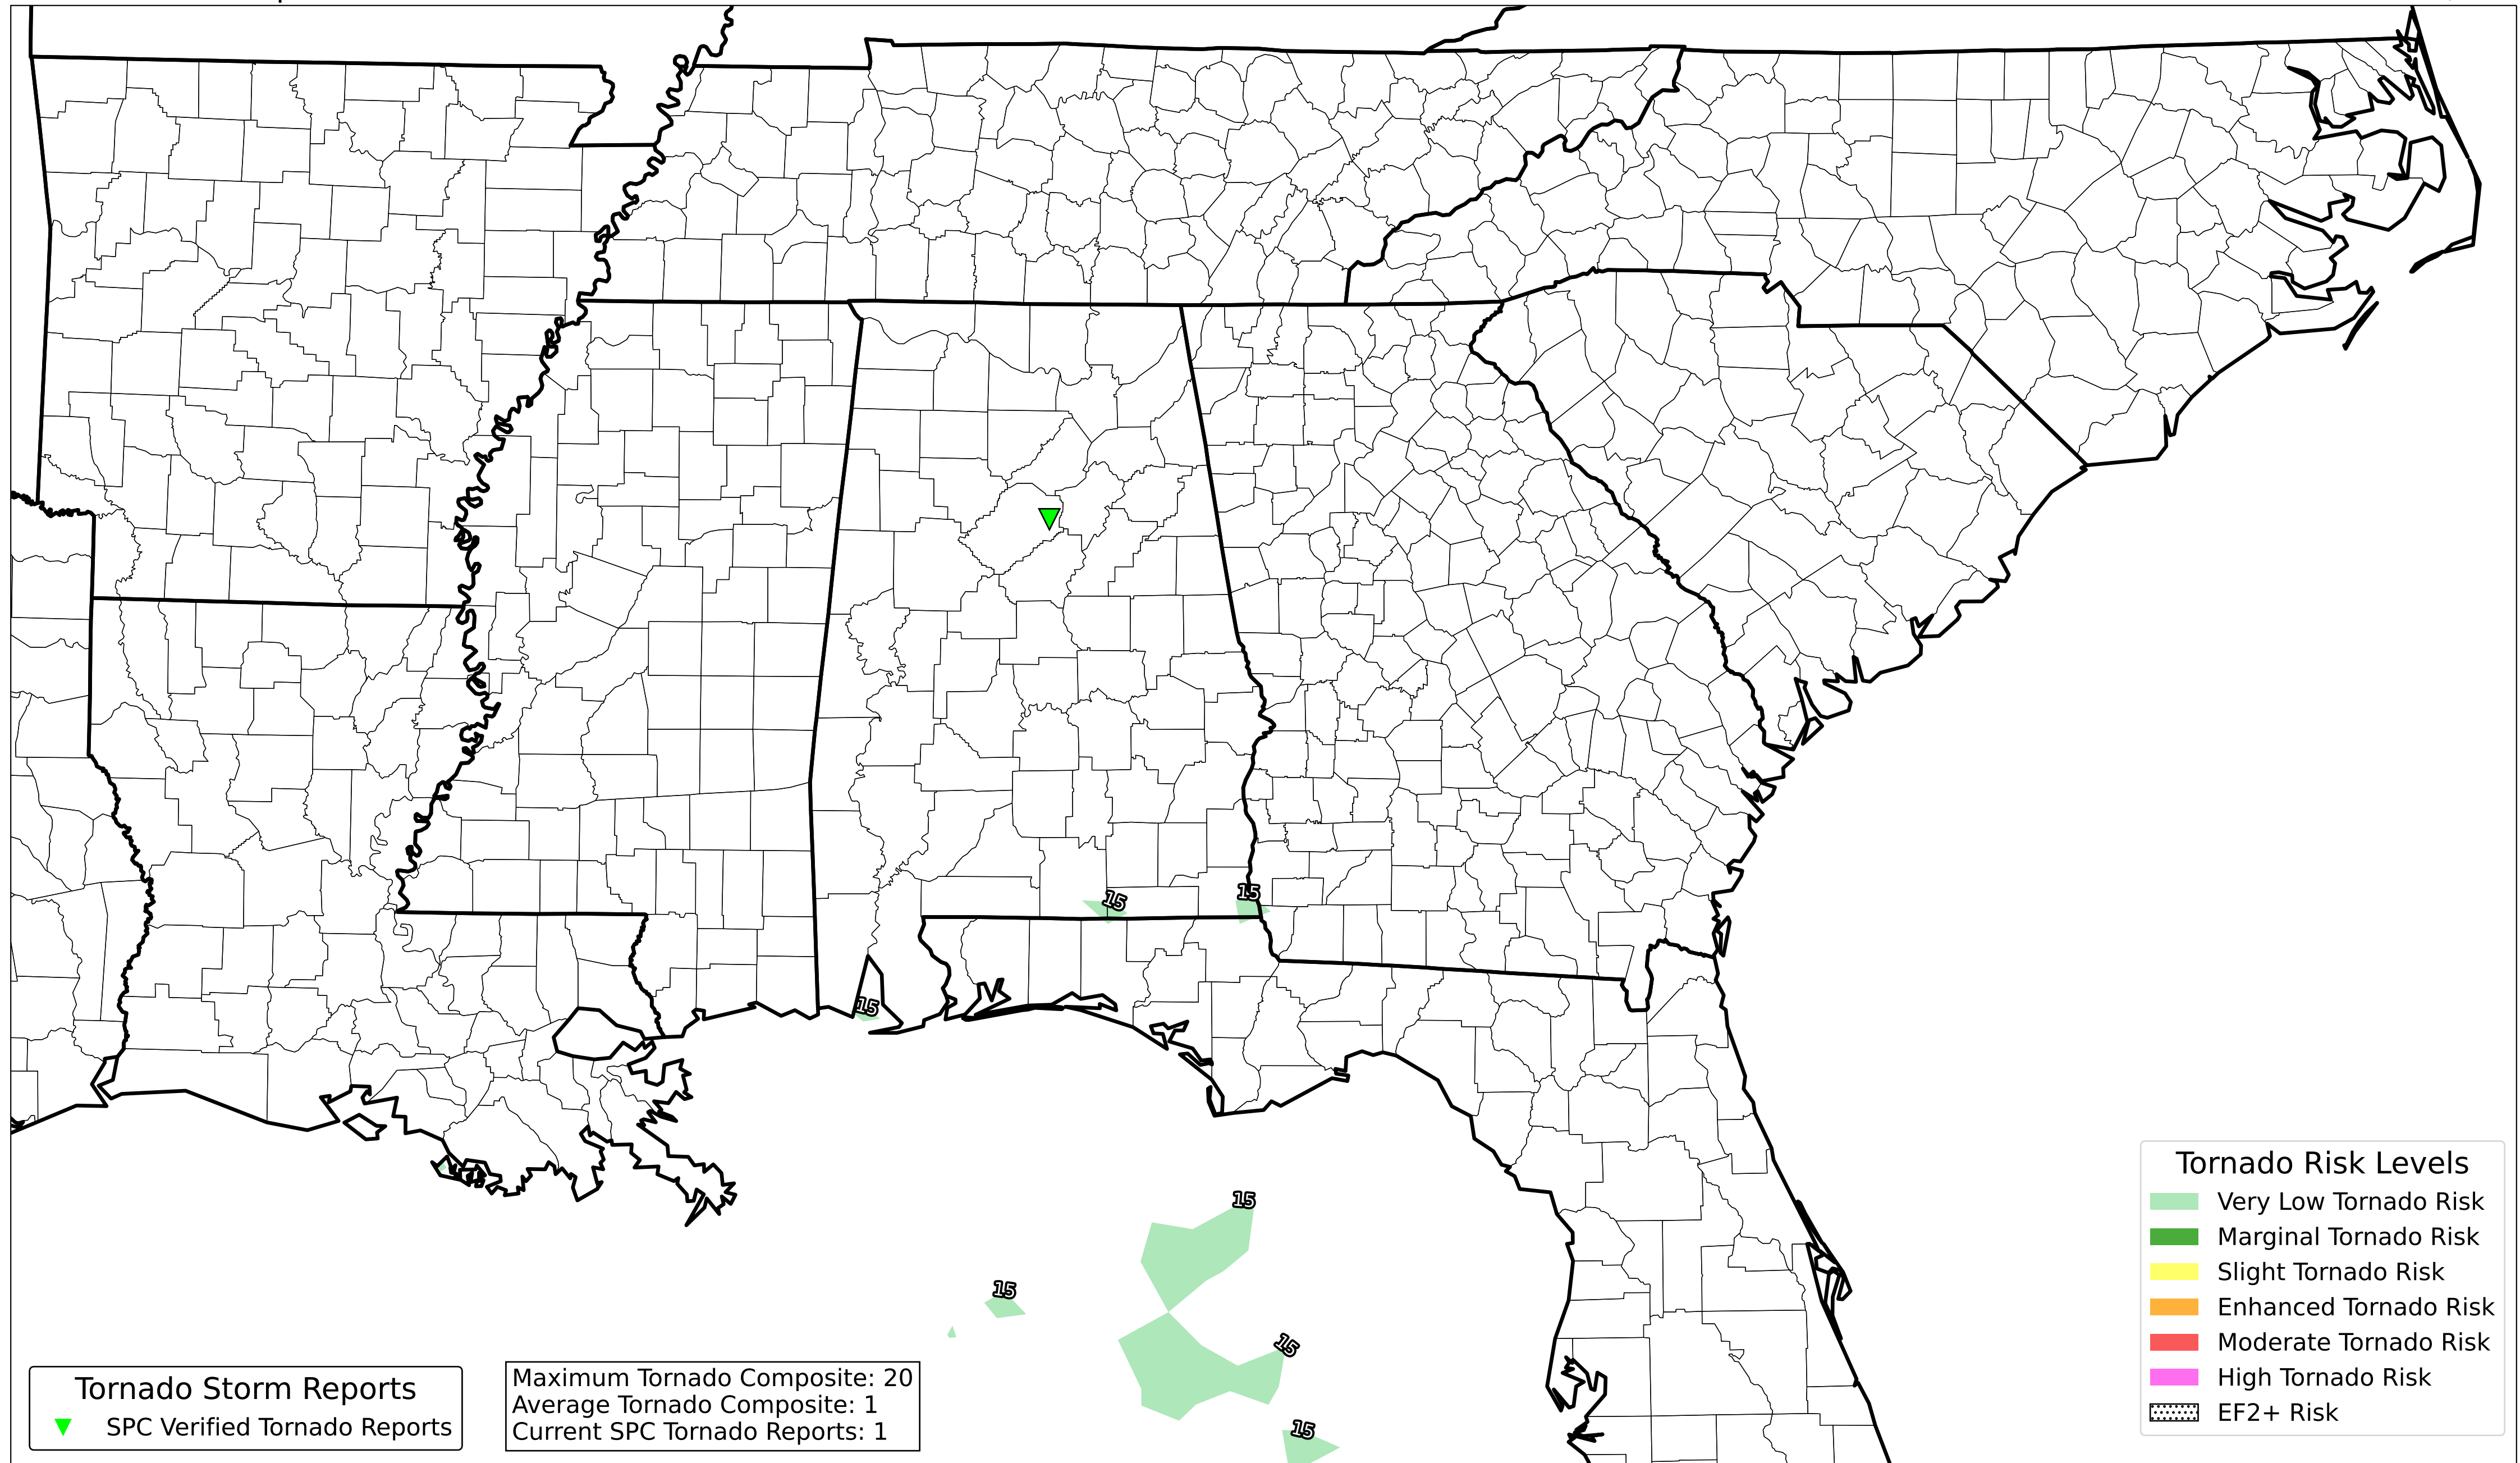 15
15
15
15
15
15
15
Tornado Risk Levels
Very Low Tornado Risk
Marginal Tornado Risk
Slight Tornado Risk
Enhanced Tornado Risk
Moderate Tornado Risk
High Tornado Risk
EF2+ Risk
Tornado Storm Reports
SPC Verified Tornado Reports
Maximum Tornado Composite: 20
Average Tornado Composite: 1
Current SPC Tornado Reports: 1